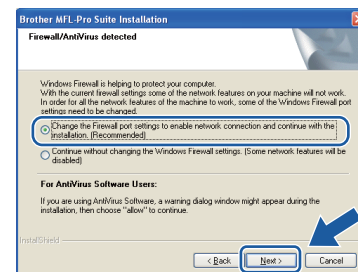 Brother MFL-Pro Suite Installation
Firewall/AntiVirus detected
Windows Firewall is helping to protect your computer.
With the current firewall settings some of the network features on your machine will not work.
In order for all the network features of the machine to work, some of the Windows Firewall port
settings need to be changed.
Change the Firewall port settings to enable network connection and continue with the
installation. (Recommended)
Continue without changing the Windows Firewall settings. (Some network features will be
disabled)
For AntiVirus Software Users:
If you are using AntiVirus Software, a warning dialog window might appear during the
installation, then choose "allow" to continue.
InstallShield
< Back Next > Cancel